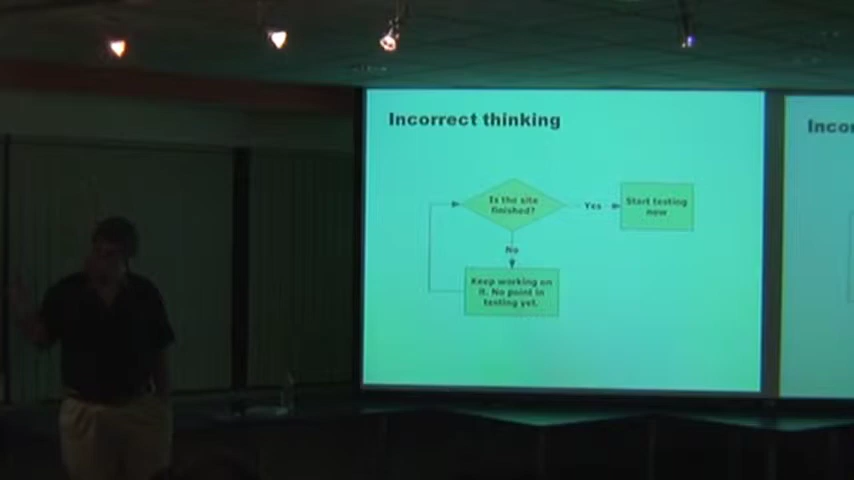 Incorrect thinking
Incor
Is the site
finished?
Yes
Start testing
now
No
Keep working on
it. No point in
testing yet.